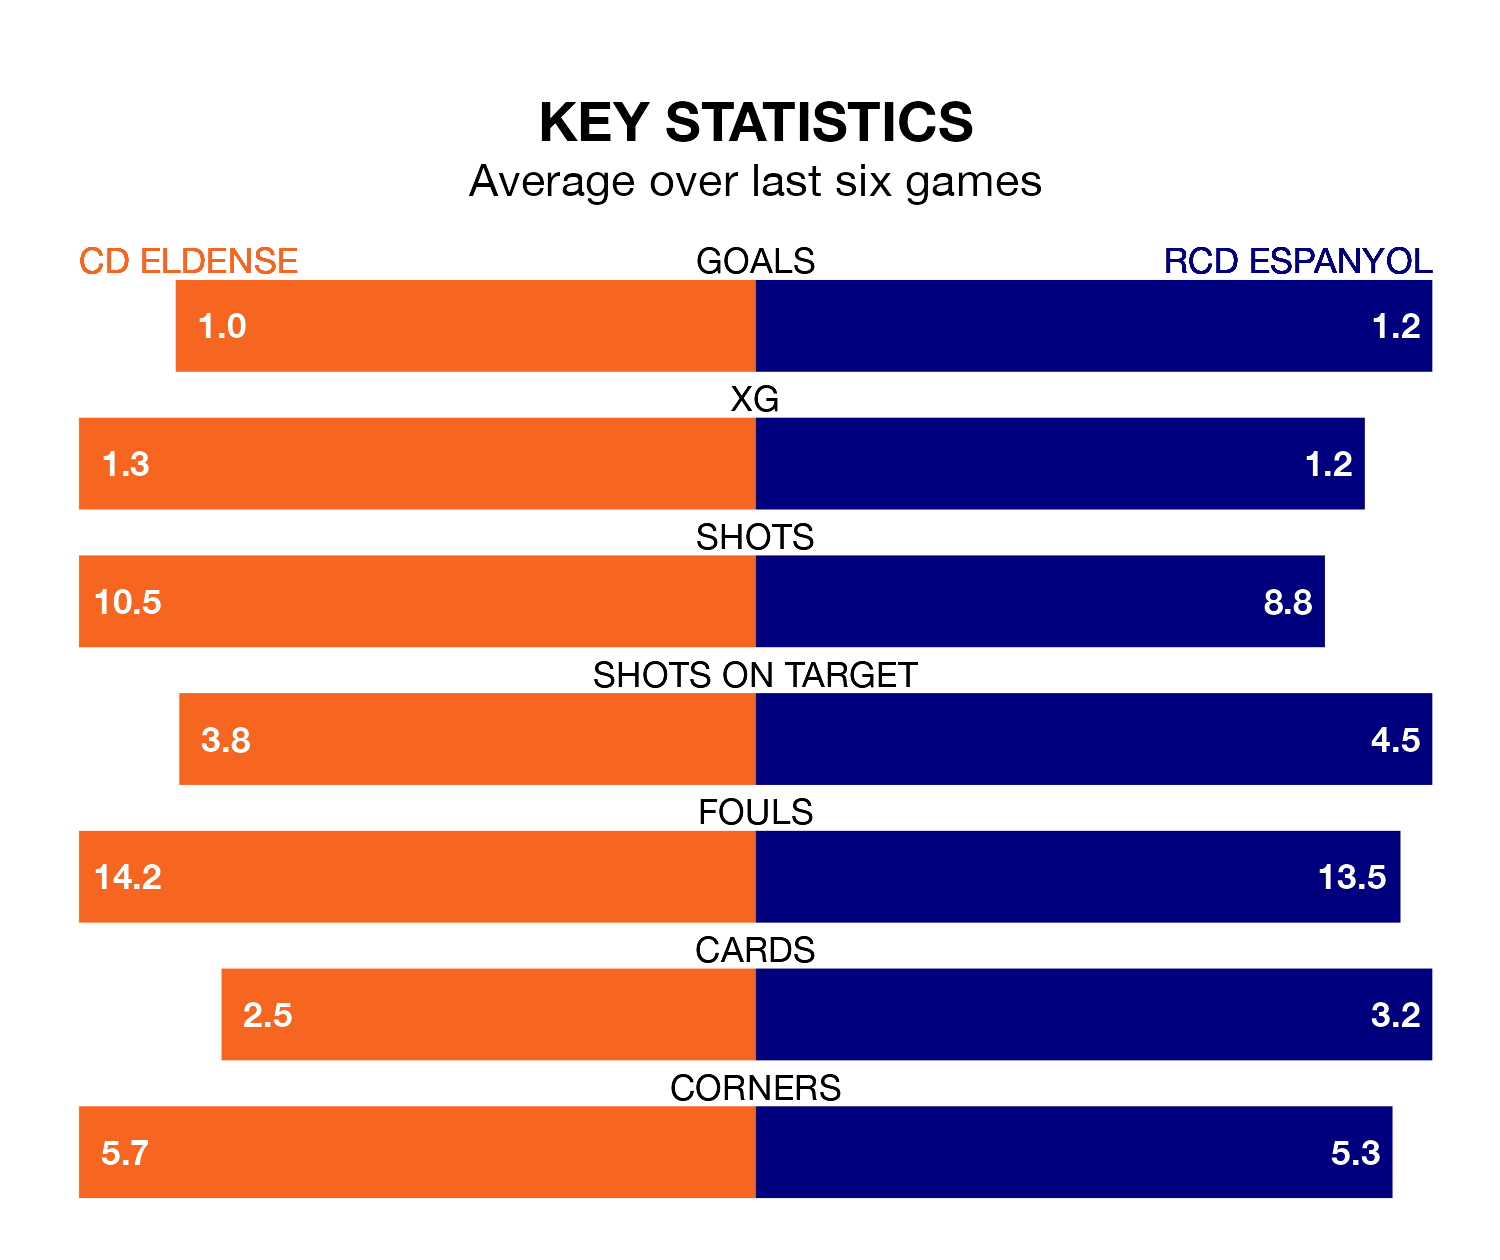 KEY STATISTICS
Average over last six games
CD ELDENSE GOALS RCD ESPANYOL
1.0 1.2
XG
1.3 1.2
SHOTS
10.5 8.8
SHOTS ON TARGET
3.8 4.5
FOULS
14.2 13.5
CARDS
2.5 3.2
CORNERS
5.7 5.3